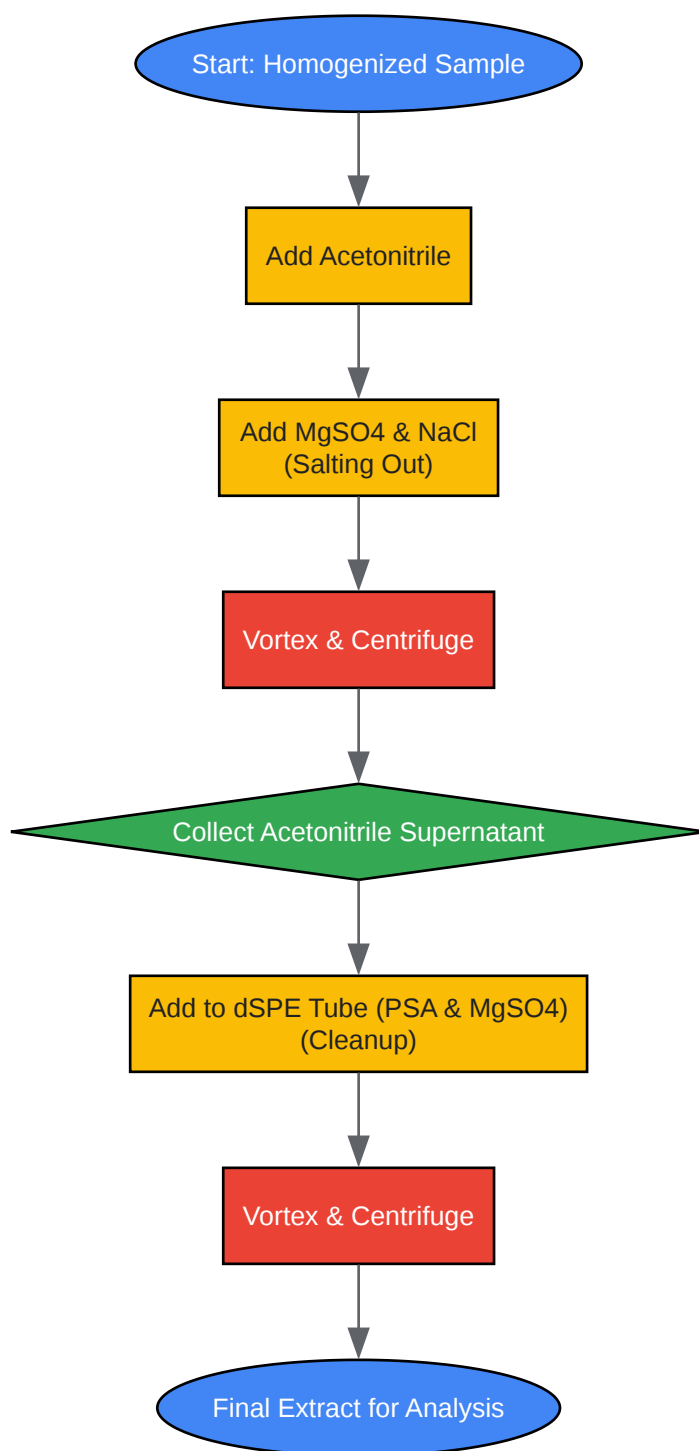 Start: Homogenized Sample
Add Acetonitrile
Add MgSO4 & NaCl
(Salting Out)
Vortex & Centrifuge
Collect Acetonitrile Supernatant
Add to dSPE Tube (PSA & MgSO4)
(Cleanup)
Vortex & Centrifuge
Final Extract for Analysis